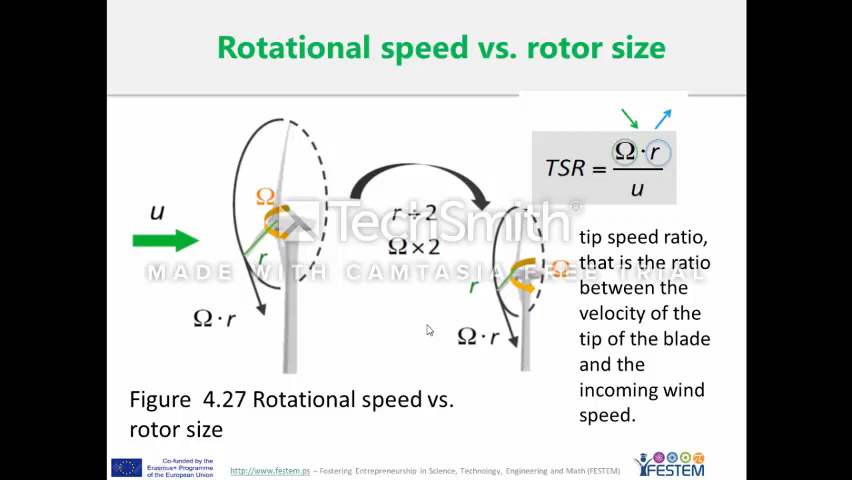 Rotational speed vs. rotor size
u
Ω
r
Ω·r
r÷2
Ω×2
Ω
r
Ω·r
TSR = Ω·r / u
tip speed ratio,
that is the ratio
between the
velocity of the
tip of the blade
and the
incoming wind
speed.
TechSmith®
MADE WITH CAMTASIA FREE TRIAL
Figure 4.27 Rotational speed vs.
rotor size
Co-funded by the
Erasmus+ Programme
of the European Union
http://www.festem.ps – Fostering Entrepreneurship in Science, Technology, Engineering and Math (FESTEM)
FESTEM